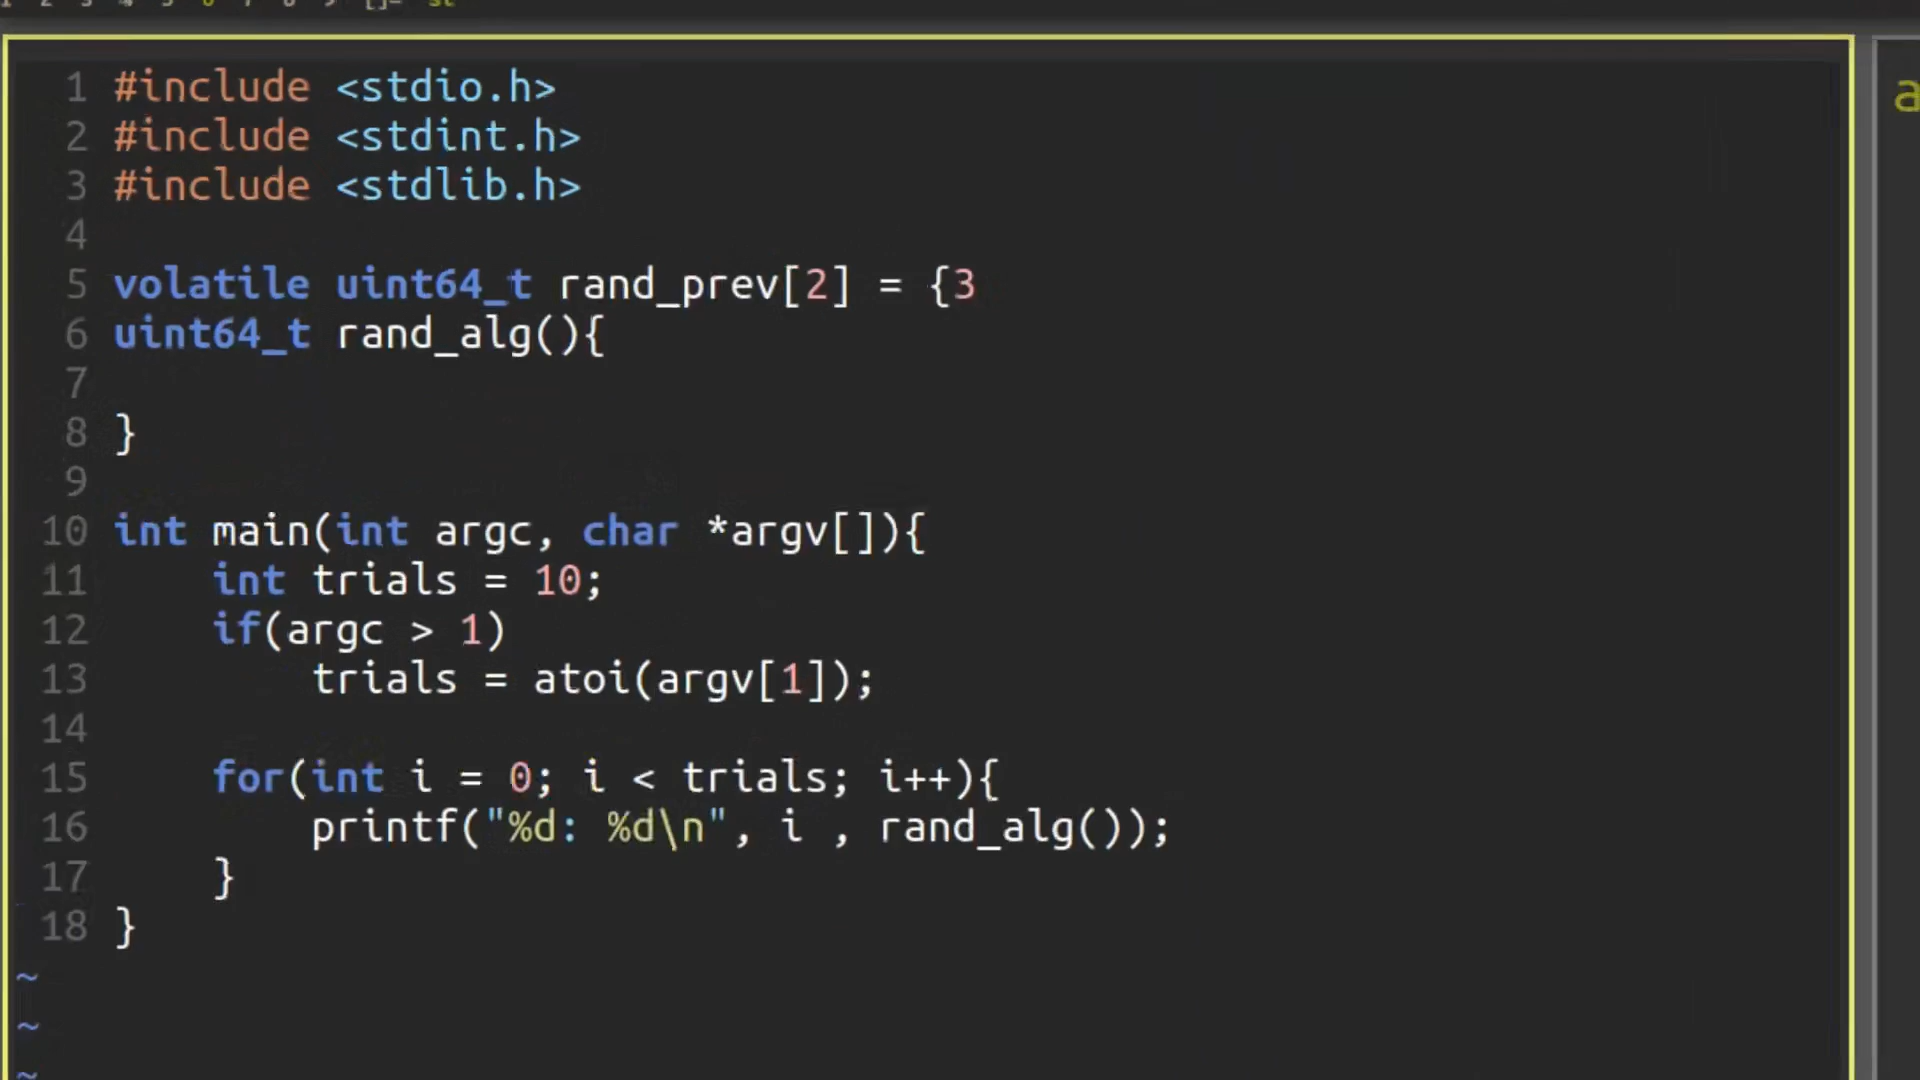 1 #include <stdio.h>
2 #include <stdint.h>
3 #include <stdlib.h>
4
5 volatile uint64_t rand_prev[2] = {3
6 uint64_t rand_alg(){
7
8 }
9
10 int main(int argc, char *argv[]){
11     int trials = 10;
12     if(argc > 1)
13         trials = atoi(argv[1]);
14
15     for(int i = 0; i < trials; i++){
16         printf("%d: %d\n", i , rand_alg());
17     }
18 }
~
~
~
a